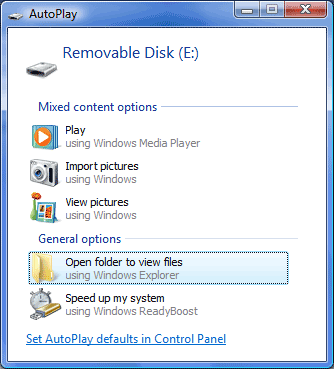 AutoPlay
Removable Disk (E:)
Mixed content options
Play
using Windows Media Player
Import pictures
using Windows
View pictures
using Windows
General options
Open folder to view files
using Windows Explorer
Speed up my system
using Windows ReadyBoost
Set AutoPlay defaults in Control Panel